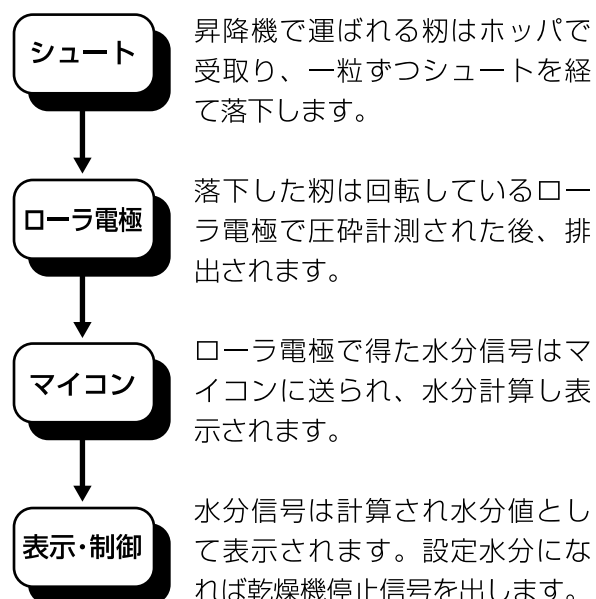 シュート
昇降機で運ばれる籾はホッパで
受取り、一粒ずつシュートを経
て落下します。
ローラ電極
落下した籾は回転しているロー
ラ電極で圧砕計測された後、排
出されます。
マイコン
ローラ電極で得た水分信号はマ
イコンに送られ、水分計算し表
示されます。
表示・制御
水分信号は計算され水分値とし
て表示されます。設定水分にな
れば乾燥機停止信号を出します。